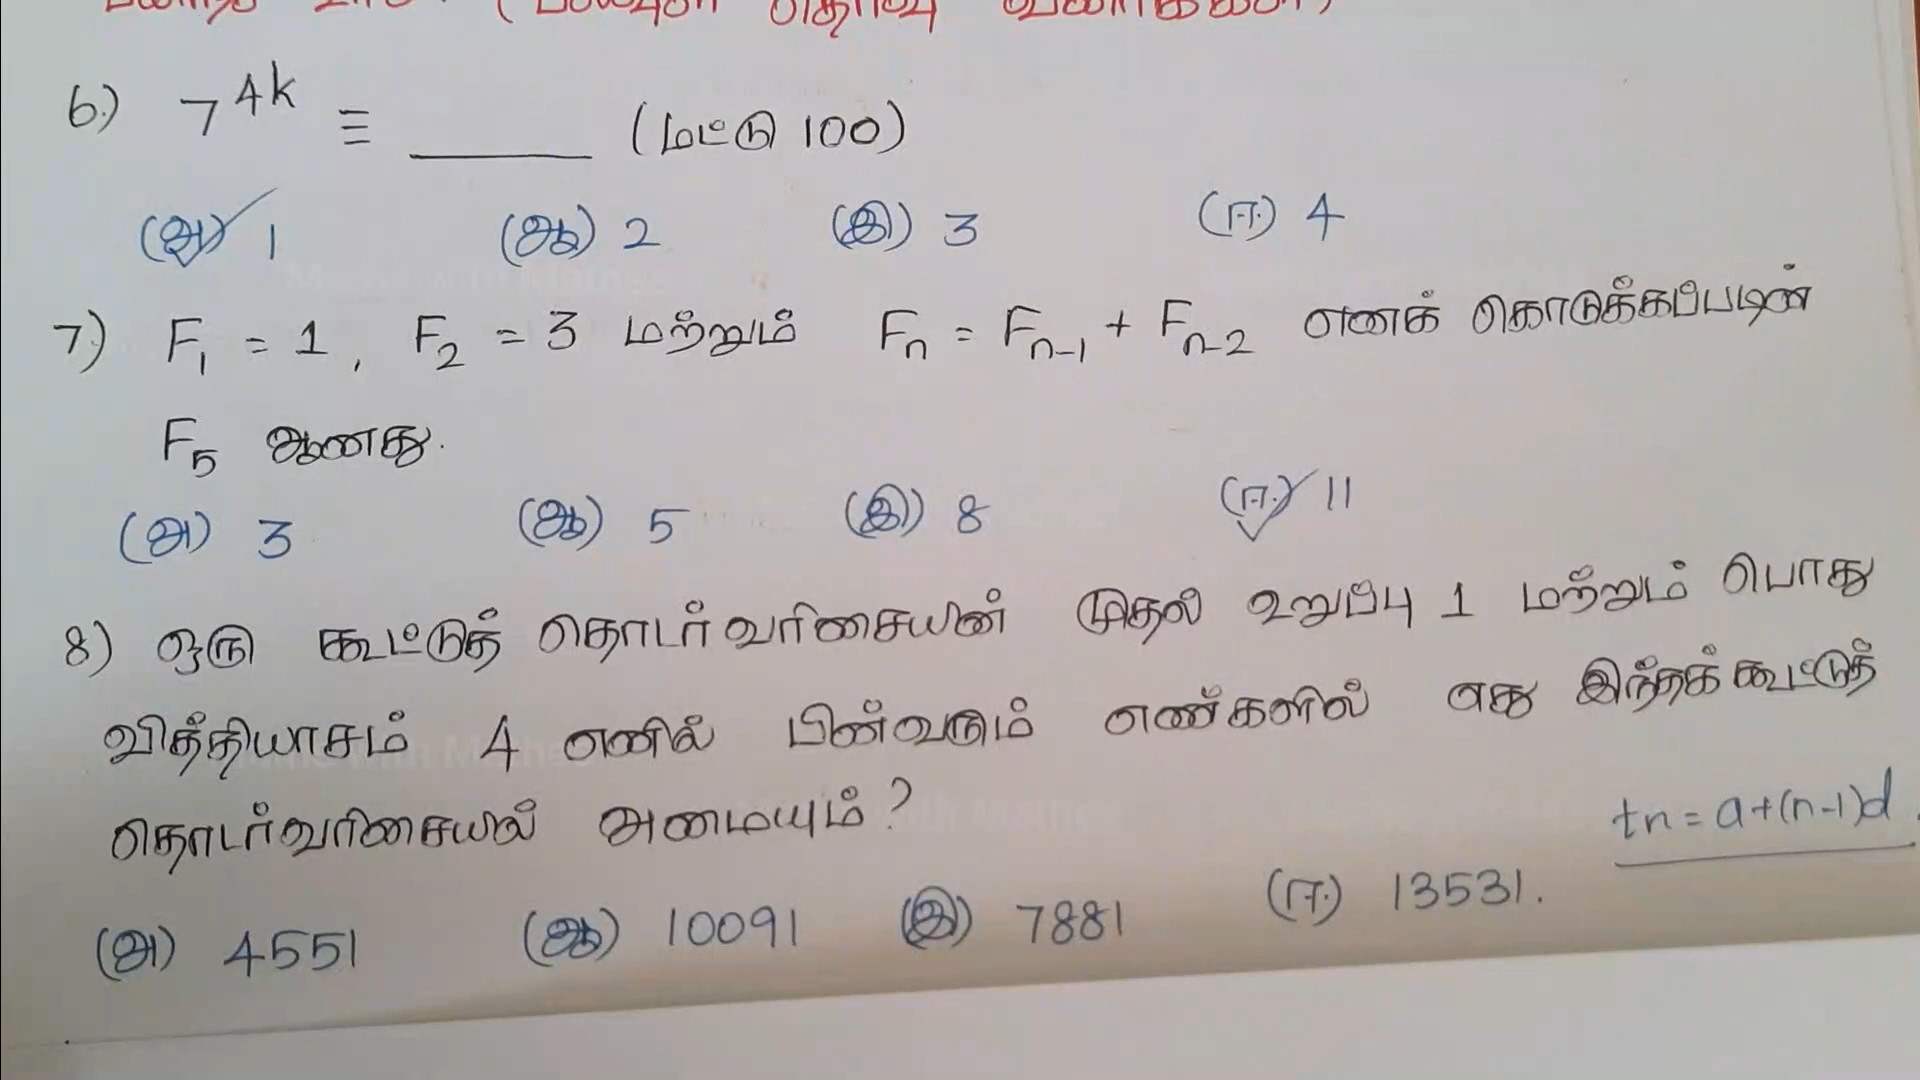 6.) 7^4k ≡ ______ (மட்டு 100)
(அ) 1 (ஆ) 2 (இ) 3 (ஈ) 4
7.) F₁ = 1, F₂ = 3 மற்றும் Fₙ = Fₙ₋₁ + Fₙ₋₂ எனக் கொடுக்கப்படின்
F₅ ஆனது.
(அ) 3 (ஆ) 5 (இ) 8 (ஈ) 11
8) ஒரு கூட்டுத் தொடர்வரிசையின் முதல் உறுப்பு 1 மற்றும் பொது
வித்தியாசம் 4 எனில் பின்வரும் எண்களில் எது இந்தக் கூட்டுத்
தொடர்வரிசையில் அமையும்?
tn = a+(n-1)d.
(அ) 4551 (ஆ) 10091 (இ) 7881 (ஈ) 13531.